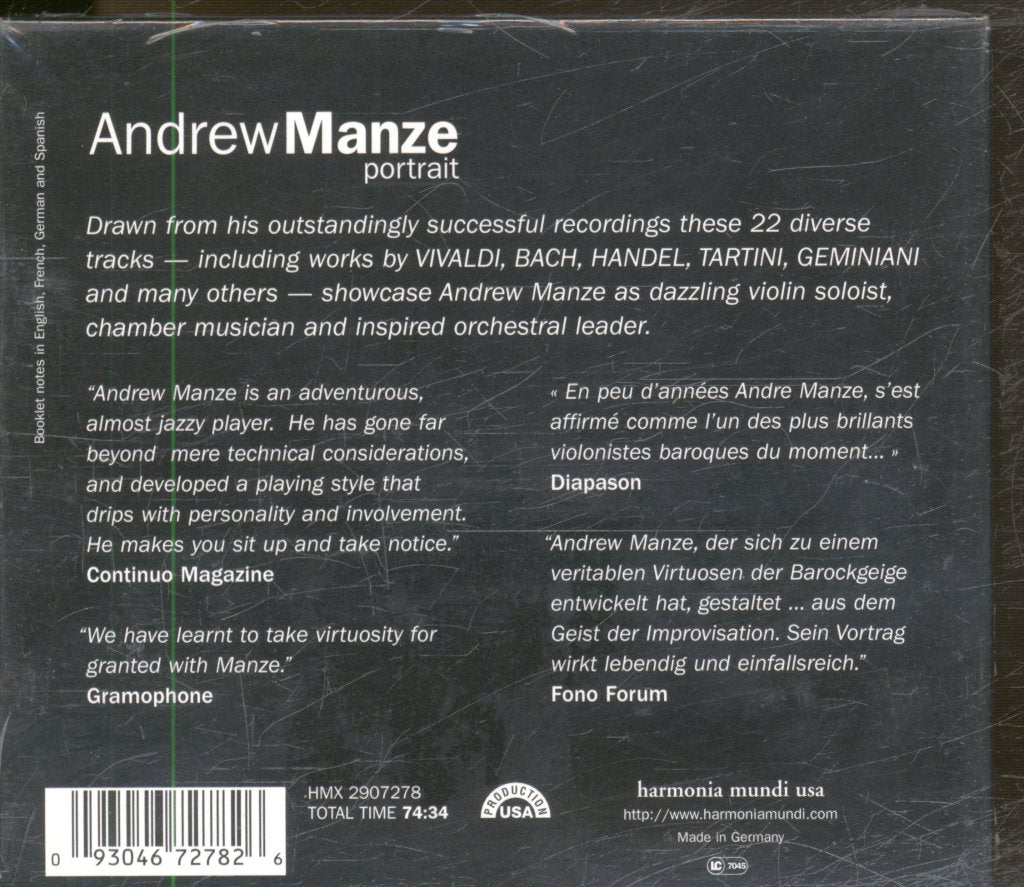 Booklet notes in English, French, German and Spanish
AndrewManze
portrait
Drawn from his outstandingly successful recordings these 22 diverse
tracks — including works by VIVALDI, BACH, HANDEL, TARTINI, GEMINIANI
and many others — showcase Andrew Manze as dazzling violin soloist,
chamber musician and inspired orchestral leader.
“Andrew Manze is an adventurous,
almost jazzy player. He has gone far
beyond mere technical considerations,
and developed a playing style that
drips with personality and involvement.
He makes you sit up and take notice.”
Continuo Magazine
“We have learnt to take virtuosity for
granted with Manze.”
Gramophone
« En peu d’années Andre Manze, s’est
affirmé comme l’un des plus brillants
violonistes baroques du moment... »
Diapason
“Andrew Manze, der sich zu einem
veritablen Virtuosen der Barockgeige
entwickelt hat, gestaltet ... aus dem
Geist der Improvisation. Sein Vortrag
wirkt lebendig und einfallsreich.”
Fono Forum
0 93046 72782 6
HMX 2907278
TOTAL TIME 74:34
PRODUCTION
USA
harmonia mundi usa
http://www.harmoniamundi.com
Made in Germany
LC 7045